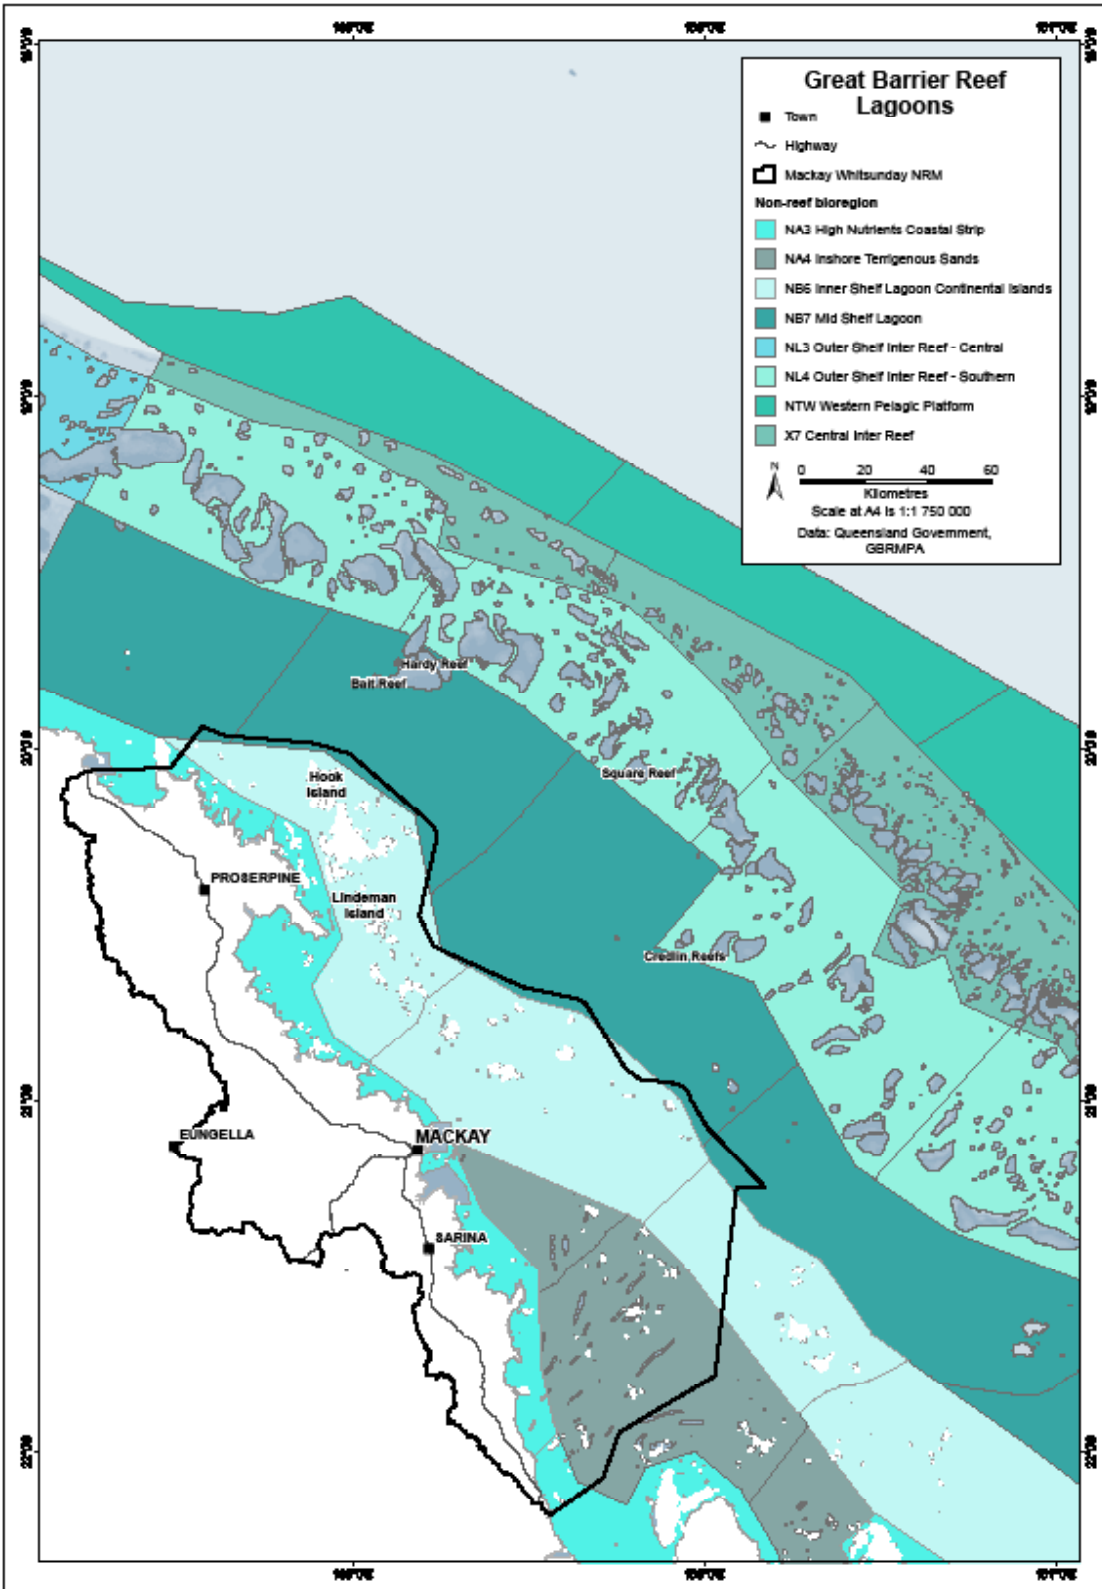 Great Barrier Reef
Lagoons
Town
Highway
Mackay Whitsunday NRM
Non-reef bioregion
NA3 High Nutrients Coastal Strip
NA4 Inshore Terrigenous Sands
NB6 Inner Shelf Lagoon Continental Islands
NB7 Mid Shelf Lagoon
NL3 Outer Shelf Inter Reef - Central
NL4 Outer Shelf Inter Reef - Southern
NTW Western Pelagic Platform
X7 Central Inter Reef
N
0 20 40 60
Kilometres
Scale at A4 is 1:1 750 000
Data: Queensland Government,
GBRMPA
Hardy Reef
Bait Reef
Square Reef
Hook
Island
PROSERPINE
Lindeman
Island
Credlin Reefs
EUNGELLA
MACKAY
SARINA